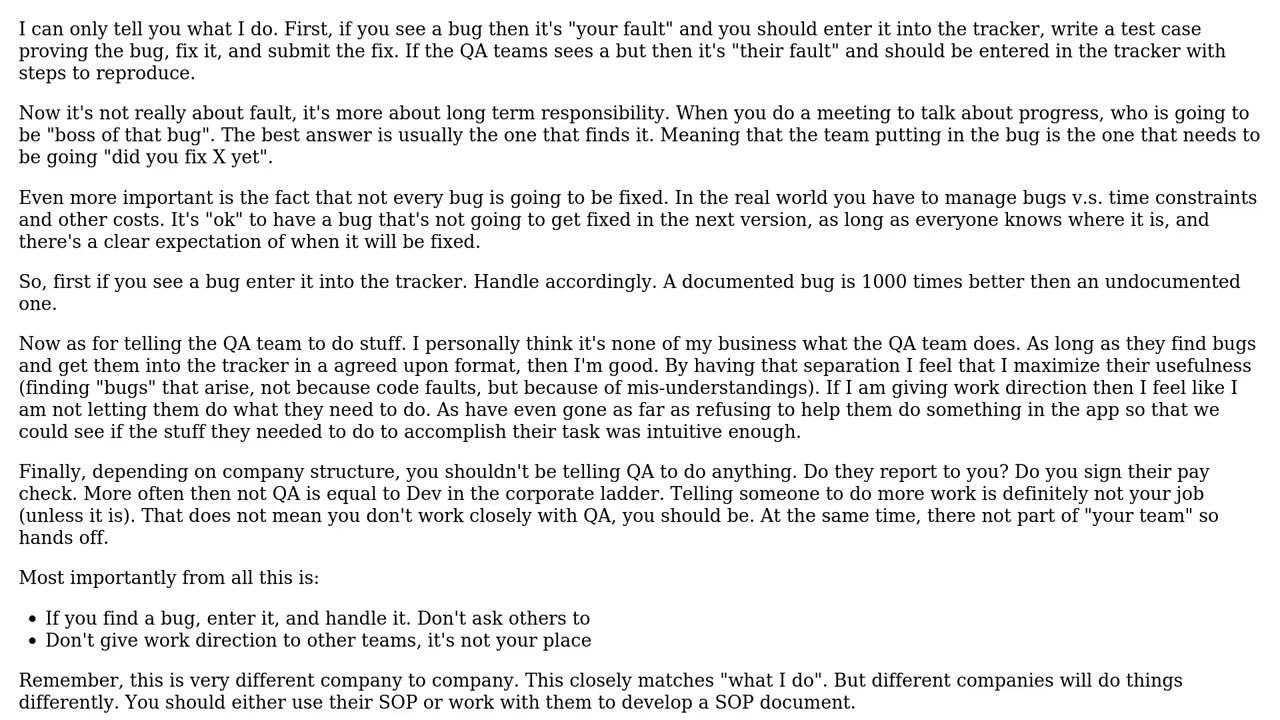 I can only tell you what I do. First, if you see a bug then it's "your fault" and you should enter it into the tracker, write a test case
proving the bug, fix it, and submit the fix. If the QA teams sees a but then it's "their fault" and should be entered in the tracker with
steps to reproduce.
Now it's not really about fault, it's more about long term responsibility. When you do a meeting to talk about progress, who is going to
be "boss of that bug". The best answer is usually the one that finds it. Meaning that the team putting in the bug is the one that needs to
be going "did you fix X yet".
Even more important is the fact that not every bug is going to be fixed. In the real world you have to manage bugs v.s. time constraints
and other costs. It's "ok" to have a bug that's not going to get fixed in the next version, as long as everyone knows where it is, and
there's a clear expectation of when it will be fixed.
So, first if you see a bug enter it into the tracker. Handle accordingly. A documented bug is 1000 times better then an undocumented
one.
Now as for telling the QA team to do stuff. I personally think it's none of my business what the QA team does. As long as they find bugs
and get them into the tracker in a agreed upon format, then I'm good. By having that separation I feel that I maximize their usefulness
(finding "bugs" that arise, not because code faults, but because of mis-understandings). If I am giving work direction then I feel like I
am not letting them do what they need to do. As have even gone as far as refusing to help them do something in the app so that we
could see if the stuff they needed to do to accomplish their task was intuitive enough.
Finally, depending on company structure, you shouldn't be telling QA to do anything. Do they report to you? Do you sign their pay
check. More often then not QA is equal to Dev in the corporate ladder. Telling someone to do more work is definitely not your job
(unless it is). That does not mean you don't work closely with QA, you should be. At the same time, there not part of "your team" so
hands off.
Most importantly from all this is:
• If you find a bug, enter it, and handle it. Don't ask others to
• Don't give work direction to other teams, it's not your place
Remember, this is very different company to company. This closely matches "what I do". But different companies will do things
differently. You should either use their SOP or work with them to develop a SOP document.